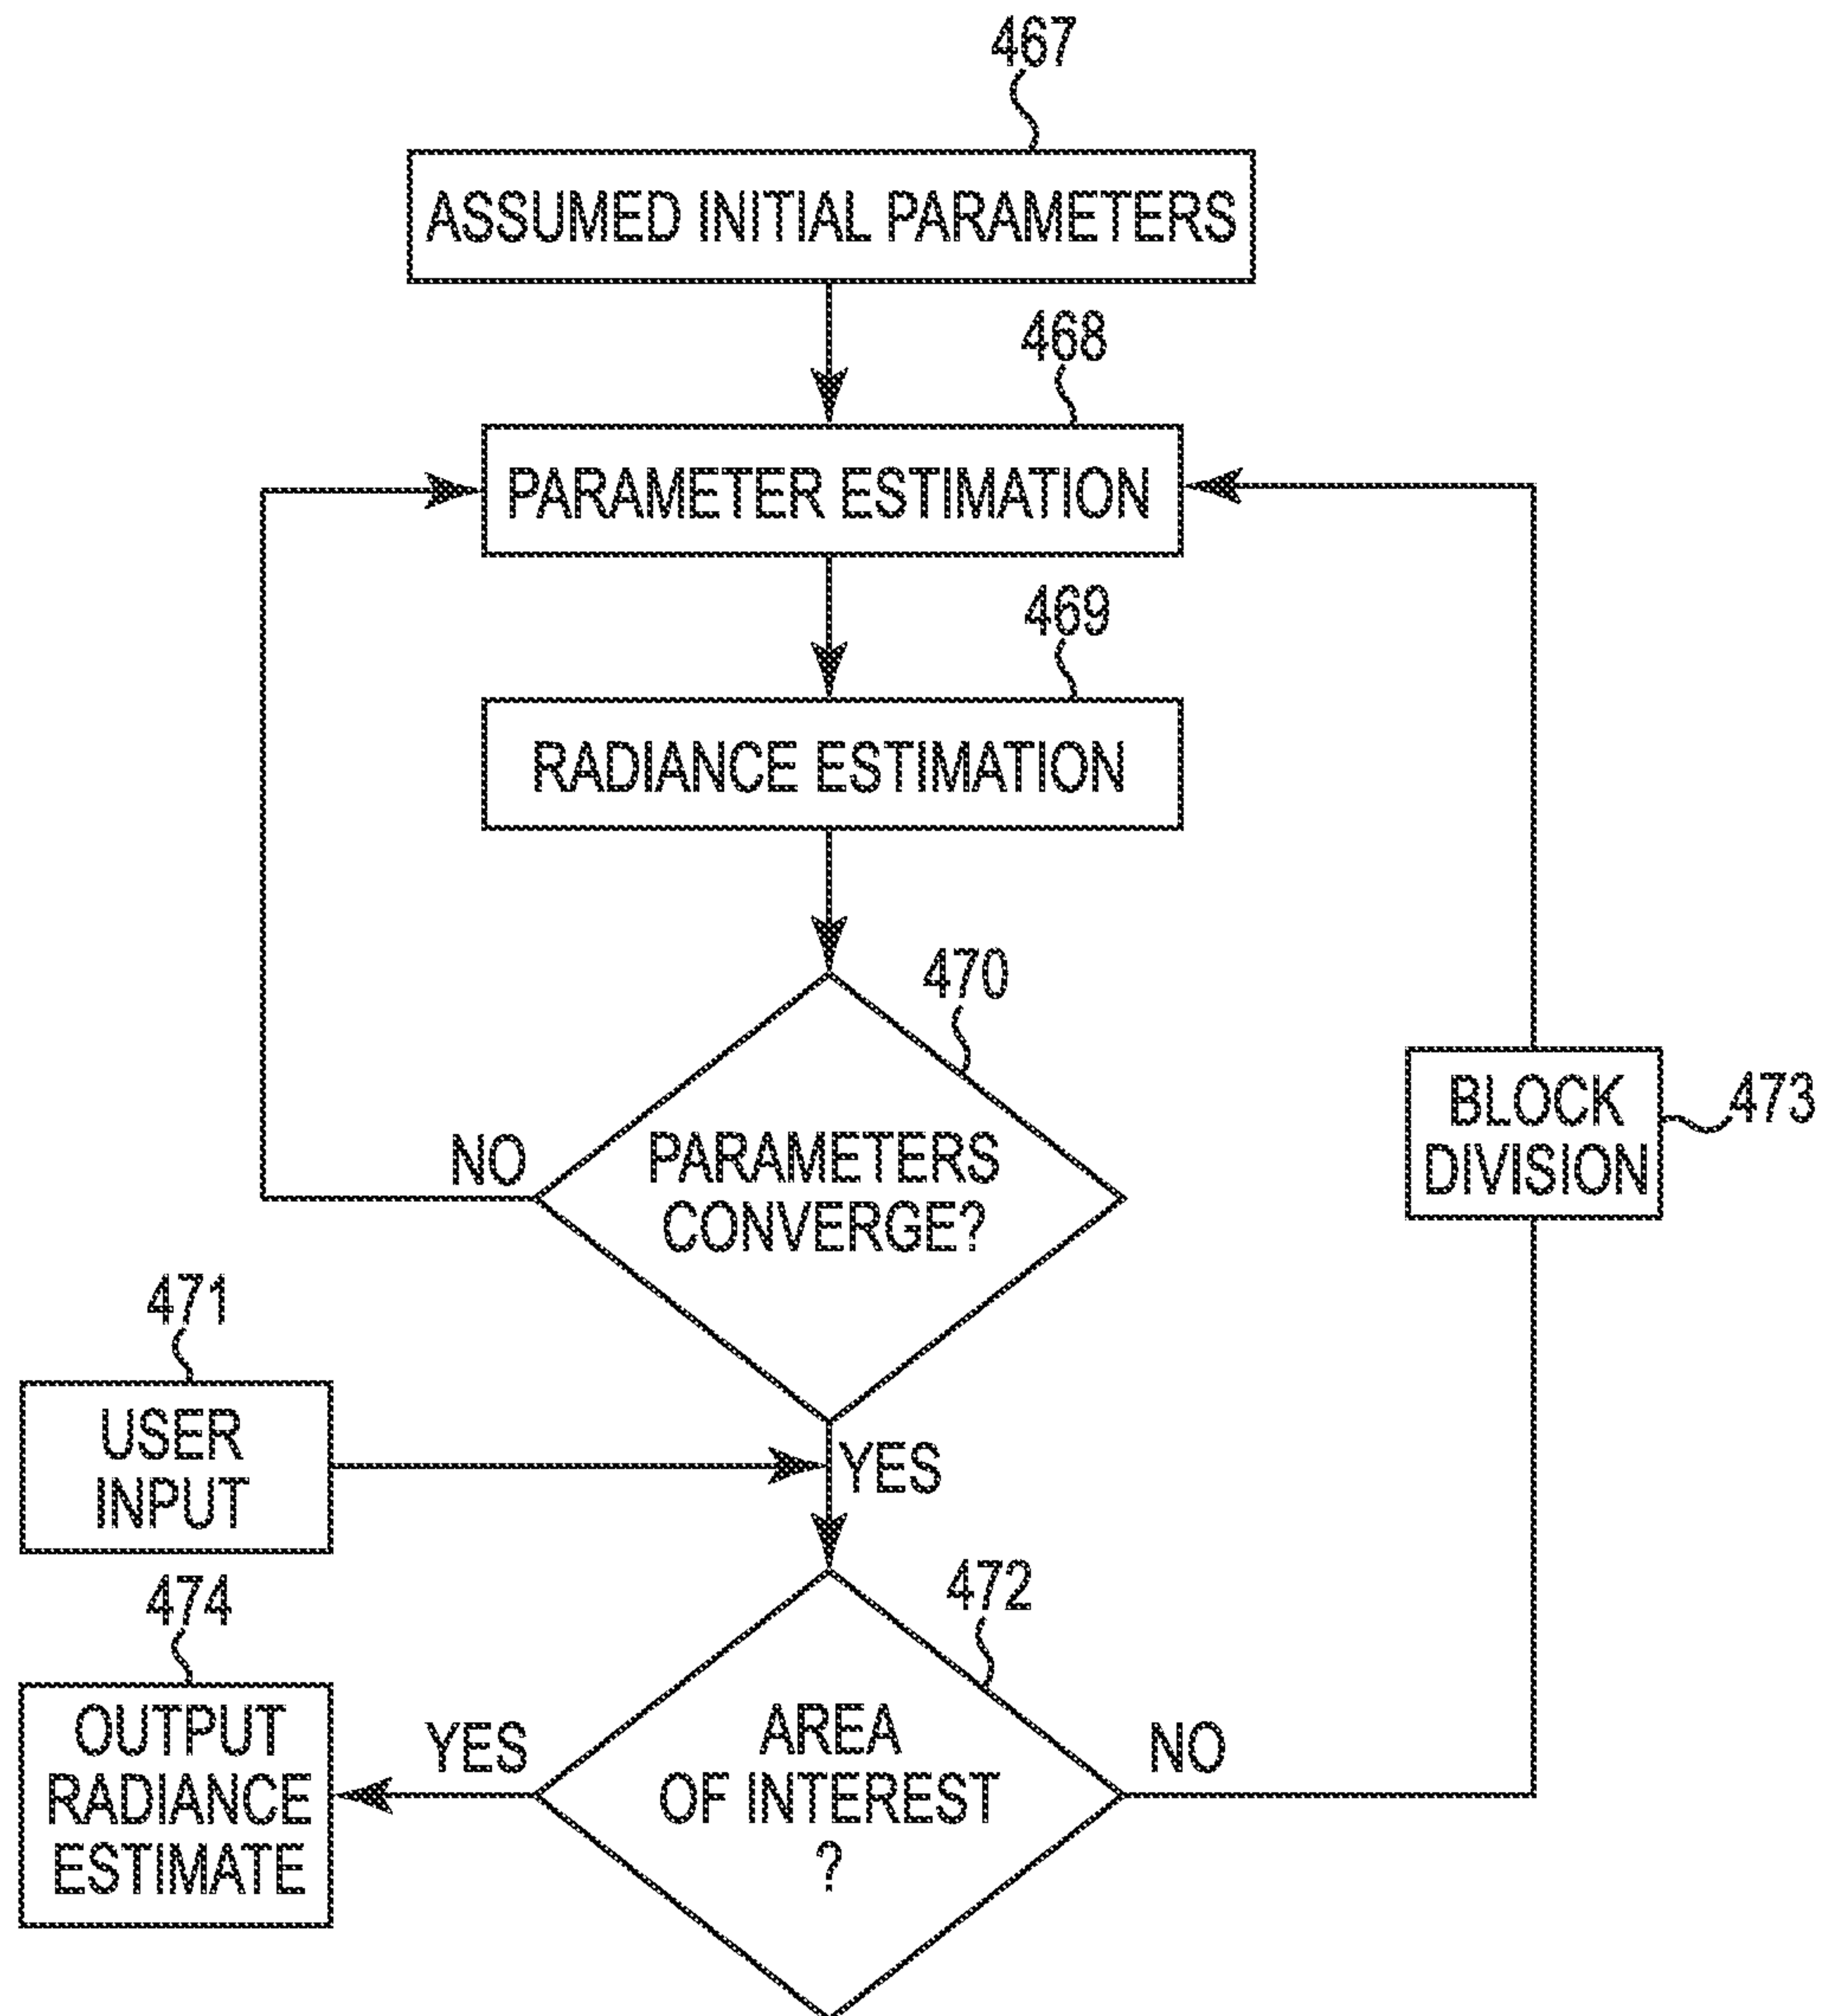 467
ASSUMED INITIAL PARAMETERS
468
PARAMETER ESTIMATION
469
RADIANCE ESTIMATION
470
PARAMETERS
CONVERGE?
NO
BLOCK
DIVISION
473
471
USER
INPUT
YES
472
474
OUTPUT
RADIANCE
ESTIMATE
YES
AREA
OF INTEREST
?
NO